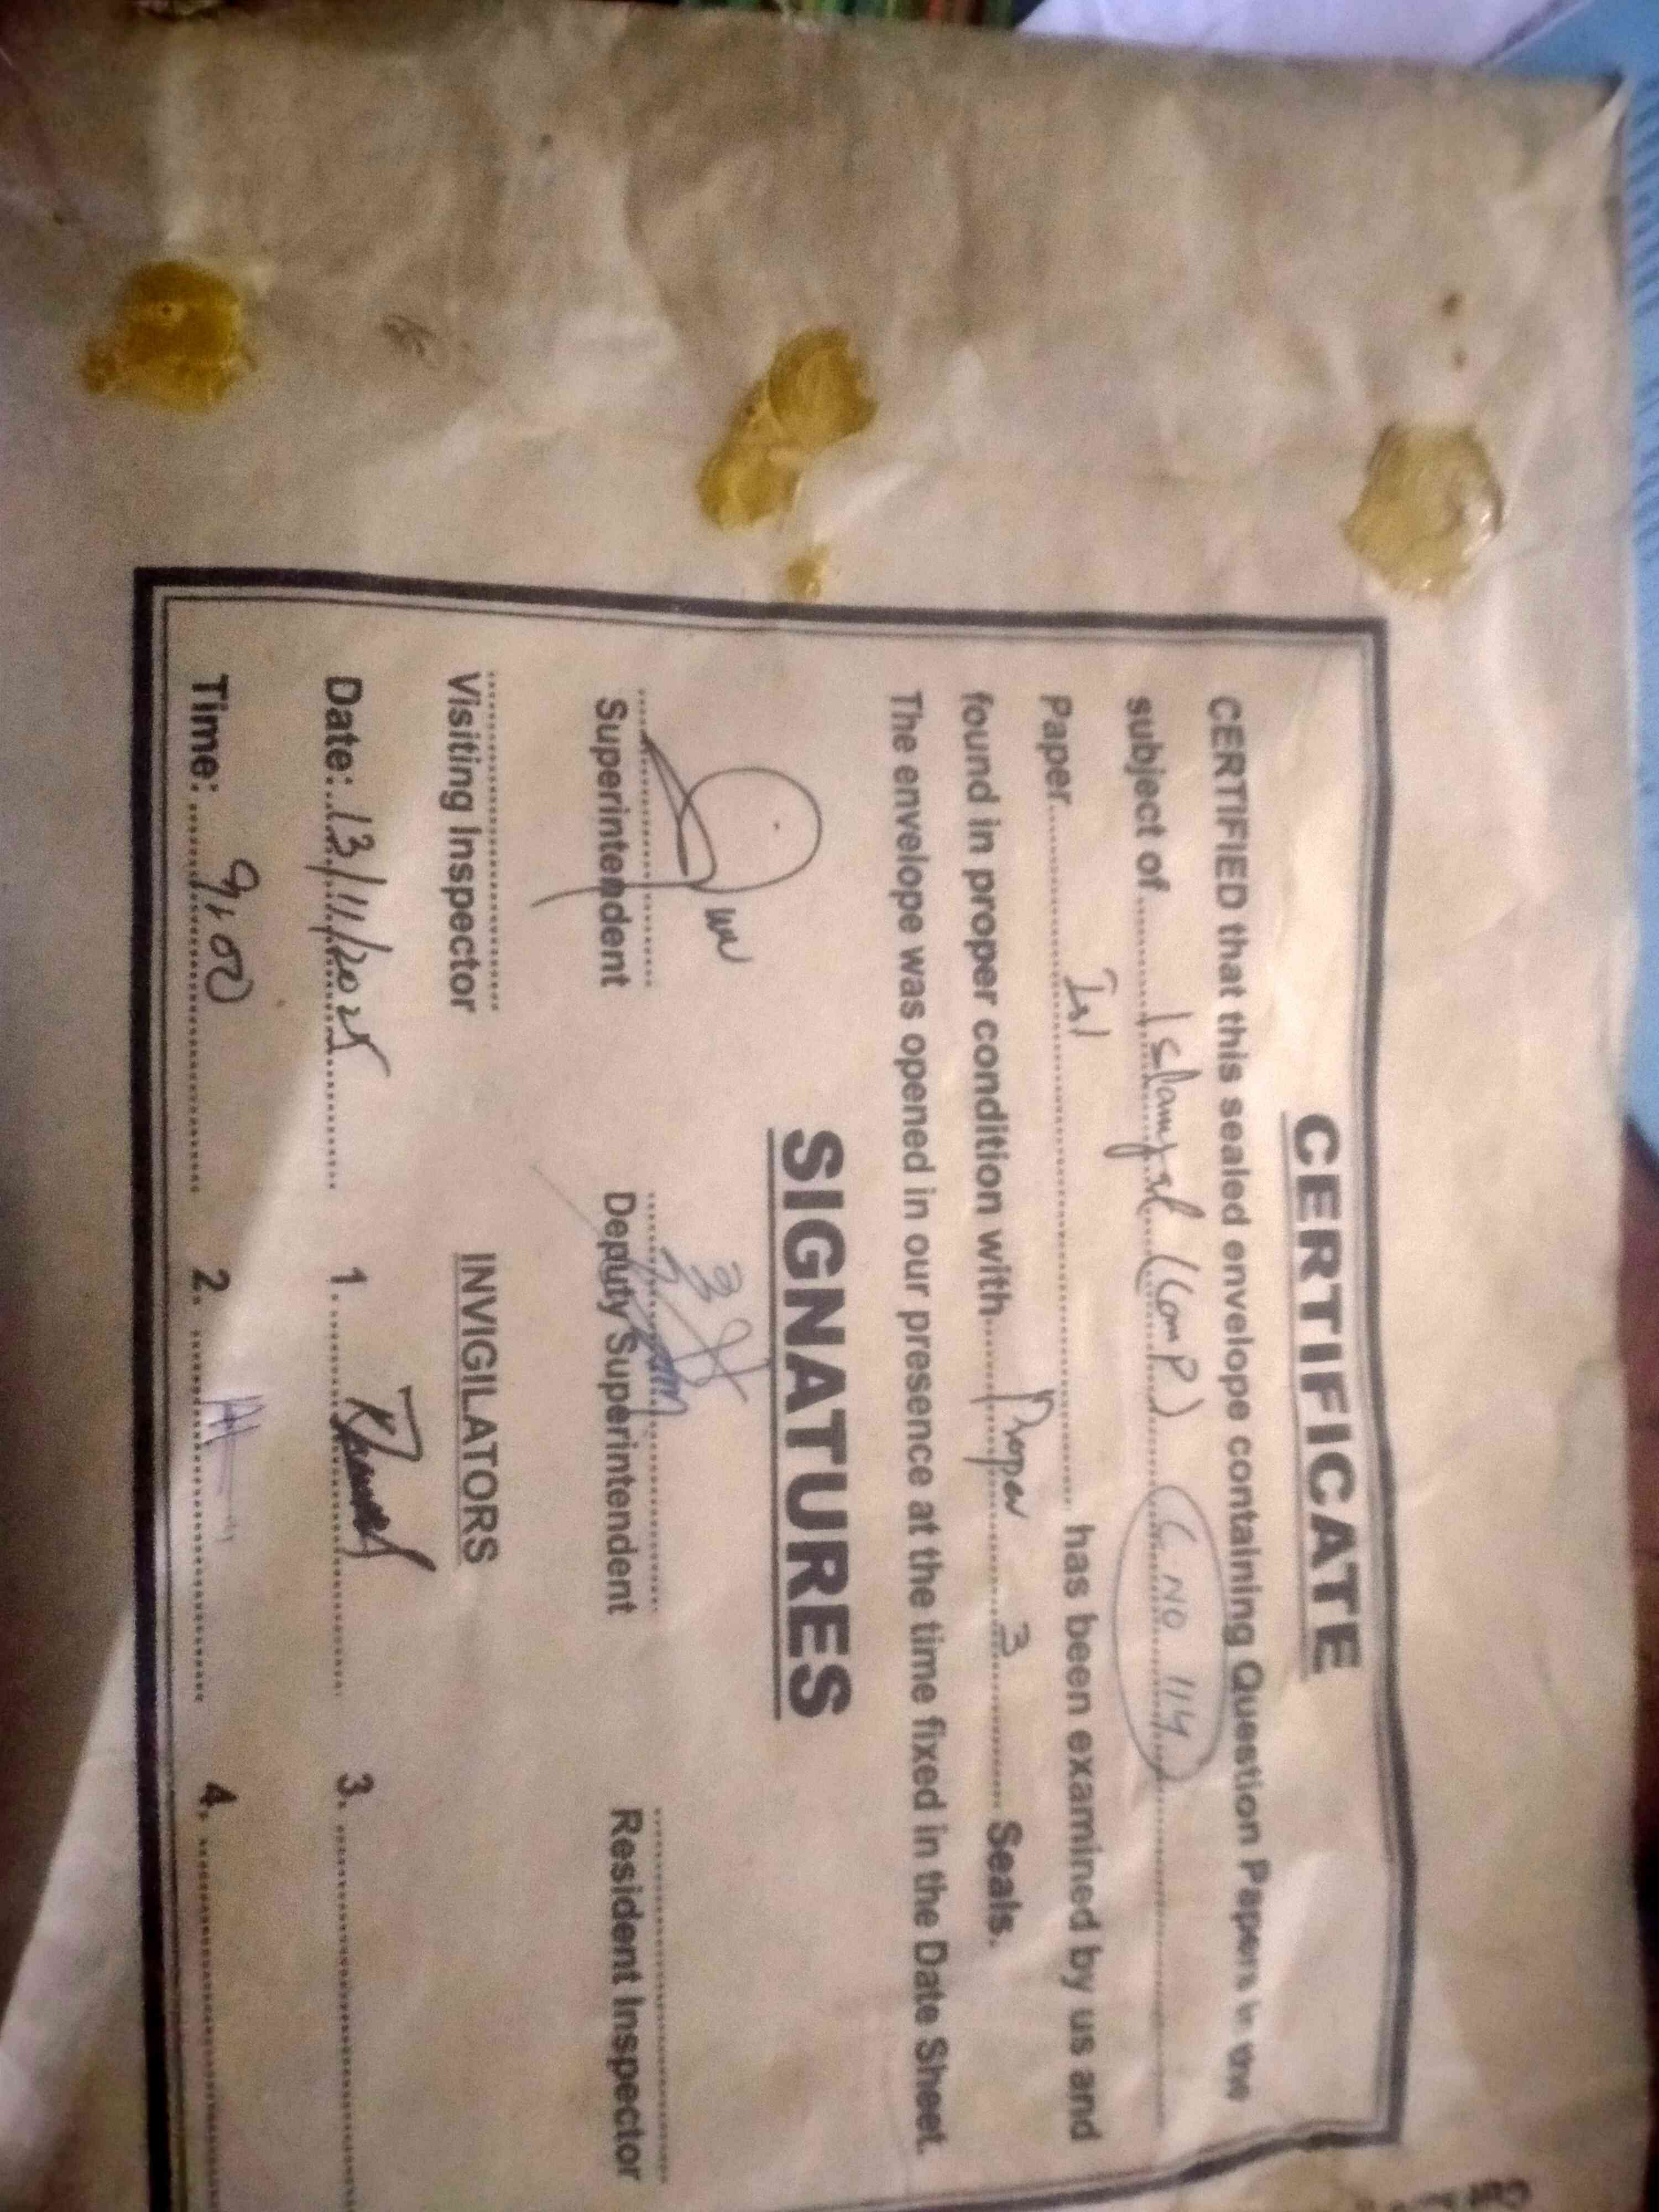 CERTIFICATE
CERTIFIED that this sealed envelope containing Question Papers in the
subject of Islamyat (Comp) C NO 114
Paper Isl has been examined by us and
found in proper condition with Proper 3 Seals.
The envelope was opened in our presence at the time fixed in the Date Sheet.
SIGNATURES
Superintendent Deputy Superintendent Resident Inspector
Visiting Inspector INVIGILATORS
Date: 13/11/2025 1. 3.
Time: 9:00 2. 4.